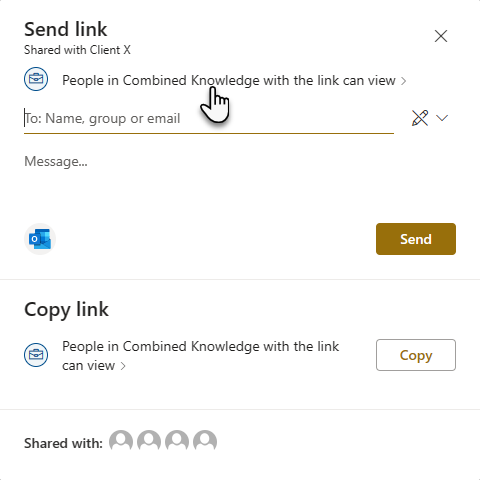 Send link
Shared with Client X
People in Combined Knowledge with the link can view
To: Name, group or email
Message...
Send
Copy link
People in Combined Knowledge with the link
can view
Copy
Shared with: